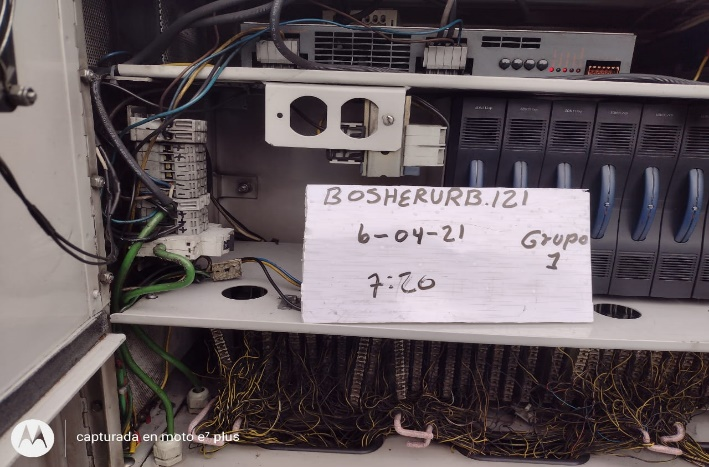 BOSHERURB.121
6-04-21
Grupo
1
7:20
capturada en moto e⁷ plus